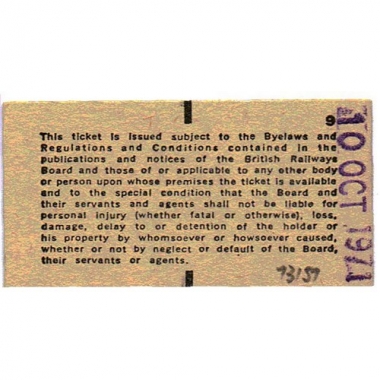 9
This ticket is issued subject to the Byelaws and
Regulations and Conditions contained in the
publications and notices of the British Railways
Board and those of or applicable to any other body
or person upon whose premises the ticket is available
and to the special condition that the Board and
their servants and agents shall not be liable for
personal injury (whether fatal or otherwise), loss,
damage, delay to or detention of the holder or
his property by whomsoever or howsoever caused,
whether or not by neglect or default of the Board,
their servants or agents.
10 OCT 1971